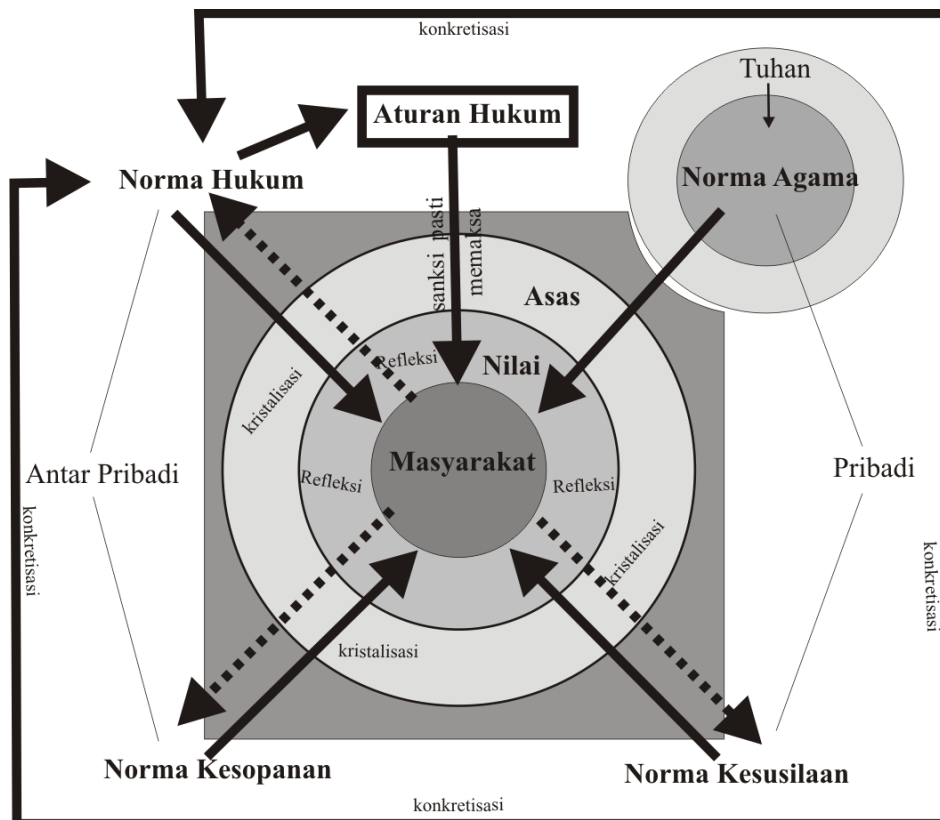 konkretisasi
Tuhan
Aturan Hukum
Norma Hukum
Norma Agama
sanksi pasti
memaksa
Asas
Refleksi
Nilai
kristalisasi
Masyarakat
Antar Pribadi
Refleksi
Refleksi
Pribadi
konkretisasi
kristalisasi
konkretisasi
kristalisasi
Norma Kesopanan
Norma Kesusilaan
konkretisasi